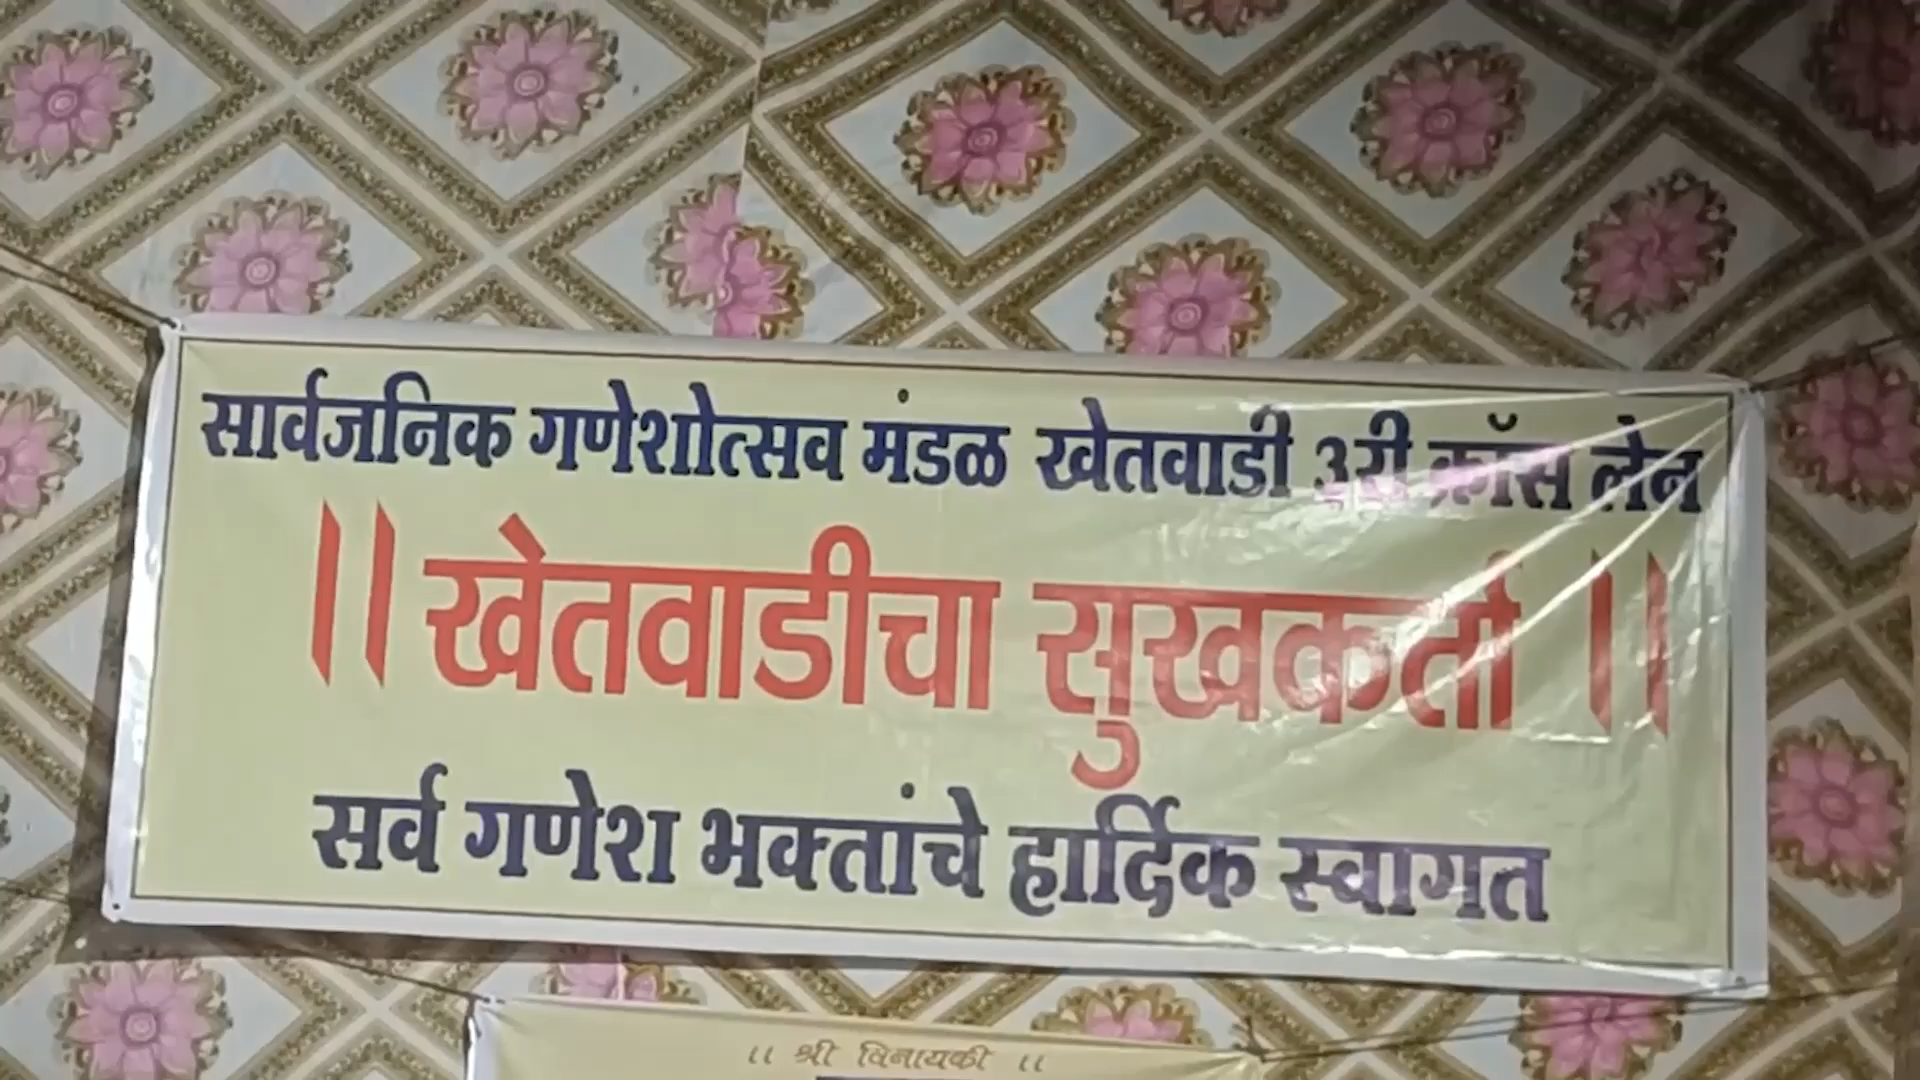 सार्वजनिक गणेशोत्सव मंडळ खेतवाडी ३री क्रॉस लेन
|| खेतवाडीचा सुखकर्ता ||
सर्व गणेश भक्तांचे हार्दिक स्वागत
।। श्री विनायकी ।।